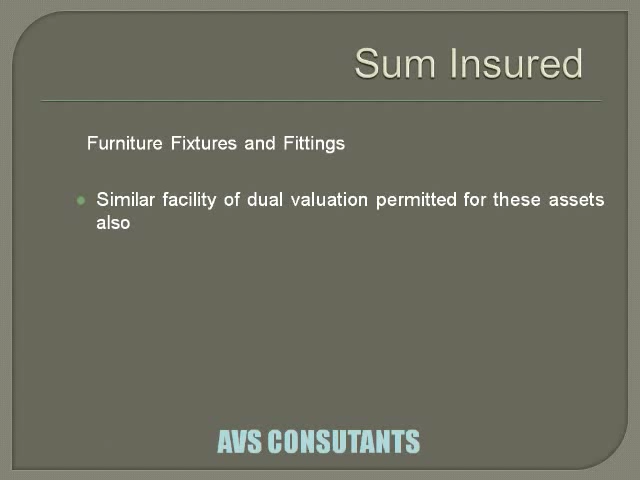 Sum Insured
Furniture Fixtures and Fittings
Similar facility of dual valuation permitted for these assets
also
AVS CONSUTANTS